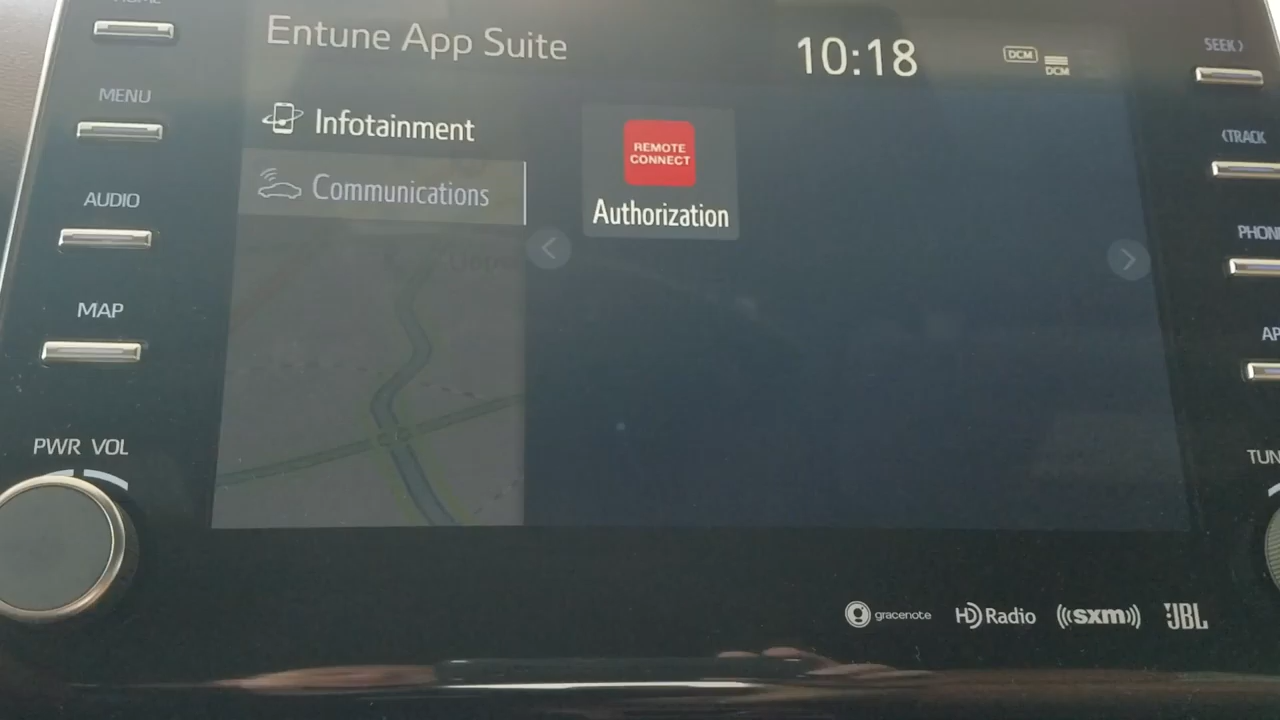 Entune App Suite
10:18
DCM
DCM
SEEK 〉
MENU
Infotainment
REMOTE
CONNECT
〈TRACK
AUDIO
Communications
Authorization
MAP
PWR VOL
gracenote
HD Radio
((sxm))
JBL